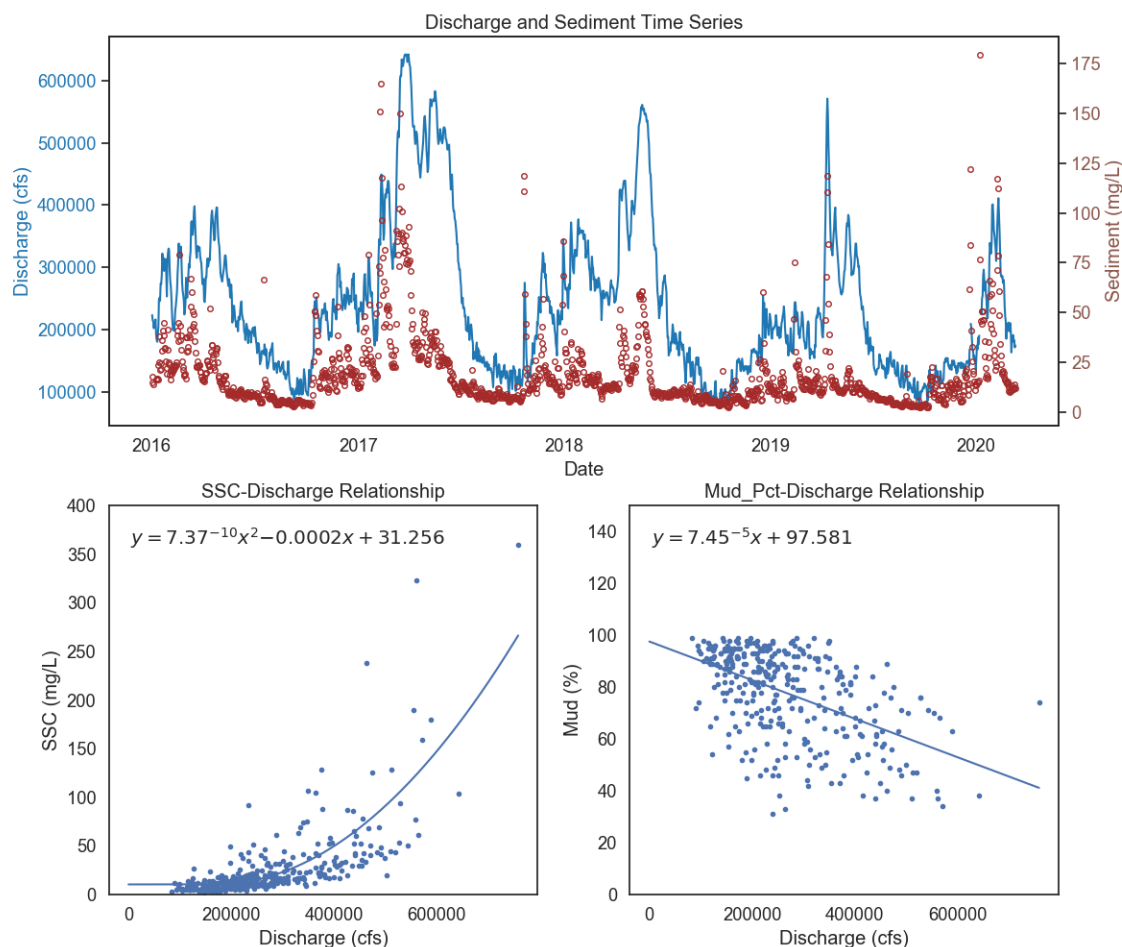 Discharge and Sediment Time Series
600000
500000
400000
300000
200000
100000
Discharge (cfs)
175
150
125
100
75
50
25
0
Sediment (mg/L)
2016 2017 2018 2019 2020
Date
SSC-Discharge Relationship
y = 7.37⁻¹⁰x² − 0.0002x + 31.256
400
350
300
250
200
150
100
50
0
SSC (mg/L)
0 200000 400000 600000
Discharge (cfs)
Mud_Pct-Discharge Relationship
y = 7.45⁻⁵x + 97.581
140
120
100
80
60
40
20
0
Mud (%)
0 200000 400000 600000
Discharge (cfs)